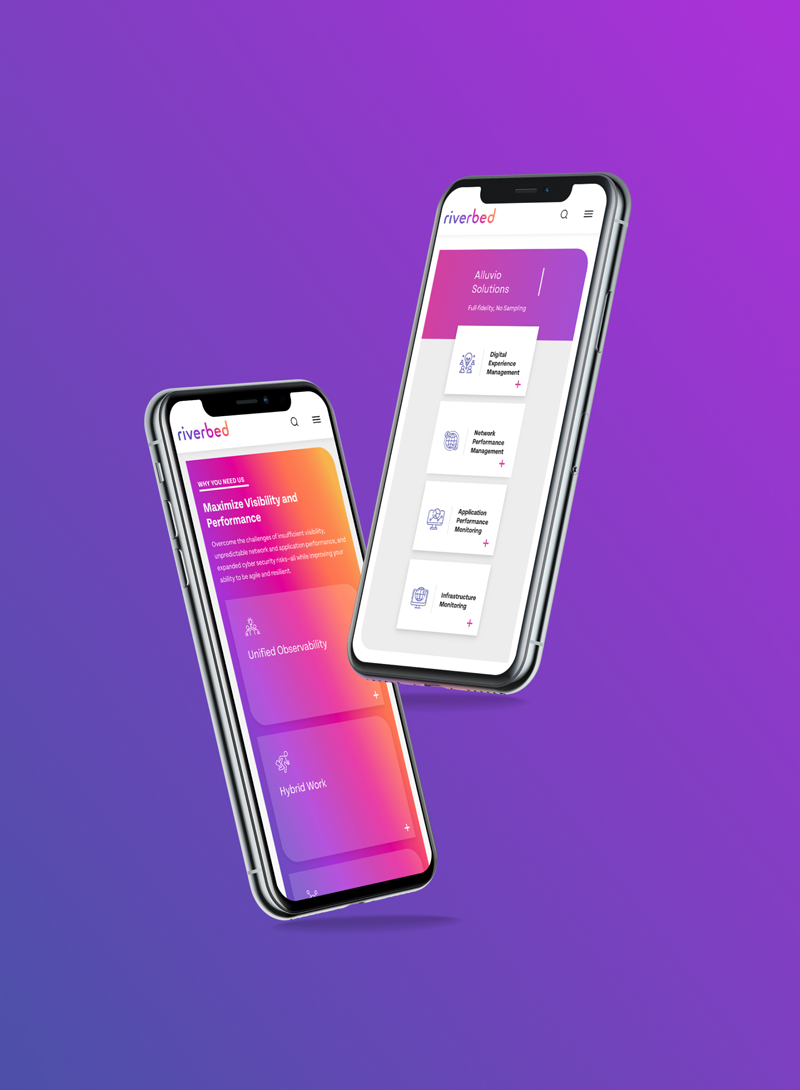 riverbed
Alluvio
Solutions
Full-fidelity, No Sampling
Digital
Experience
Management
Network
Performance
Management
Application
Performance
Monitoring
Infrastructure
Monitoring
riverbed
WHY YOU NEED US
Maximize Visibility and
Performance
Overcome the challenges of insufficient visibility,
unpredictable network and application performance, and
expanded cyber security risks–all while improving your
ability to be agile and resilient.
Unified Observability
Hybrid Work